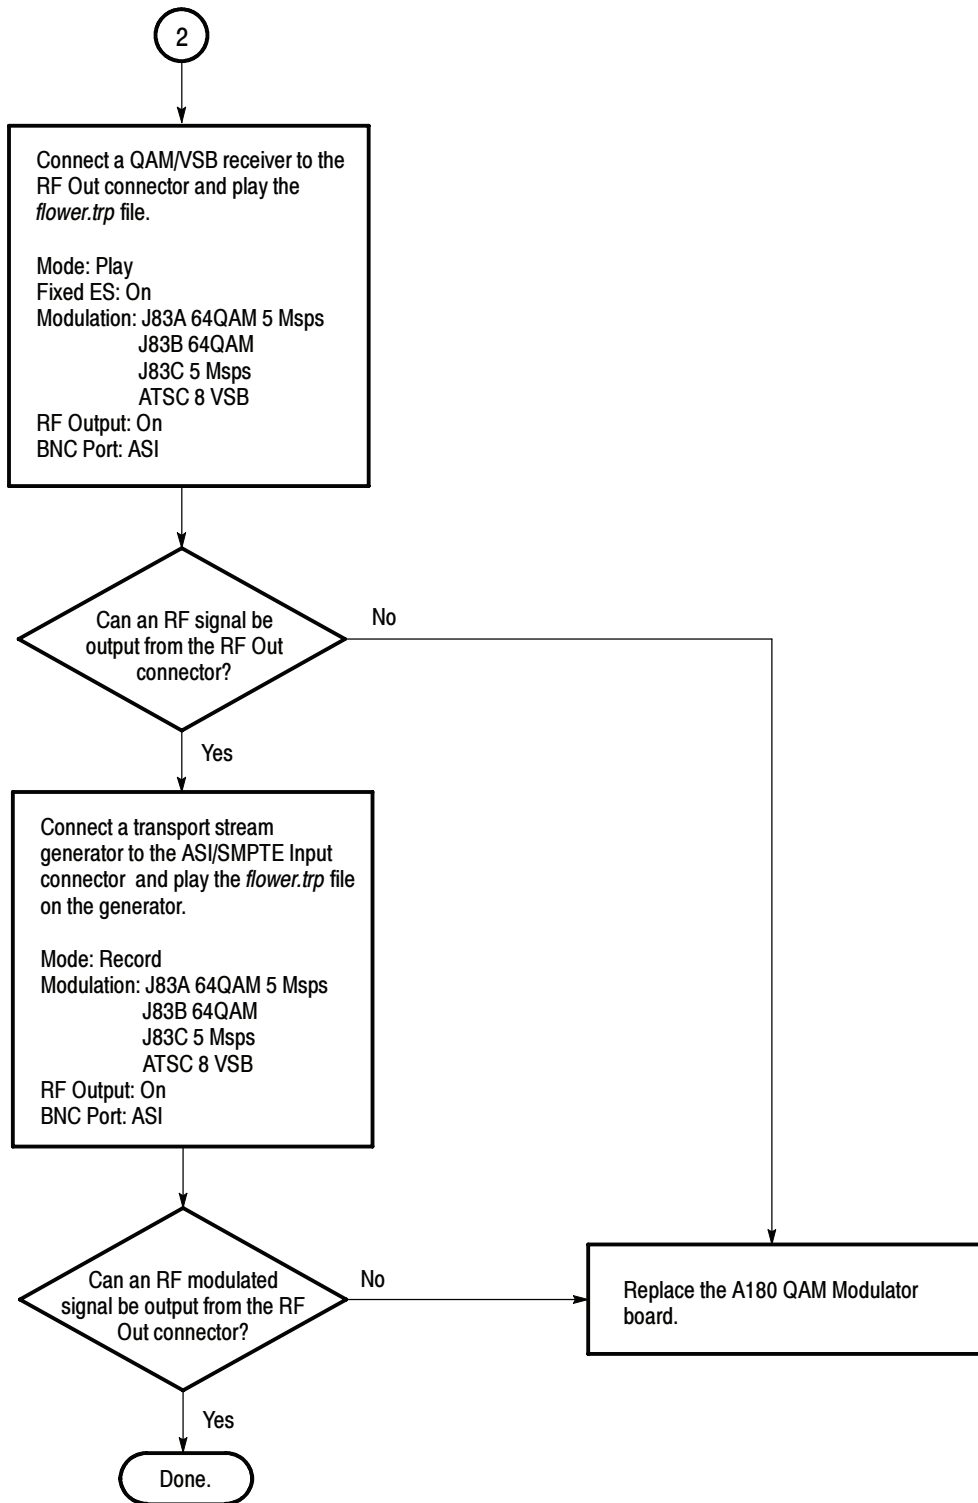 2
Connect a QAM/VSB receiver to the
RF Out connector and play the
flower.trp file.
Mode: Play
Fixed ES: On
Modulation: J83A 64QAM 5 Msps
J83B 64QAM
J83C 5 Msps
ATSC 8 VSB
RF Output: On
BNC Port: ASI
Can an RF signal be
output from the RF Out
connector?
No
Yes
Connect a transport stream
generator to the ASI/SMPTE Input
connector and play the flower.trp file
on the generator.
Mode: Record
Modulation: J83A 64QAM 5 Msps
J83B 64QAM
J83C 5 Msps
ATSC 8 VSB
RF Output: On
BNC Port: ASI
Can an RF modulated
signal be output from the RF
Out connector?
No
Replace the A180 QAM Modulator
board.
Yes
Done.